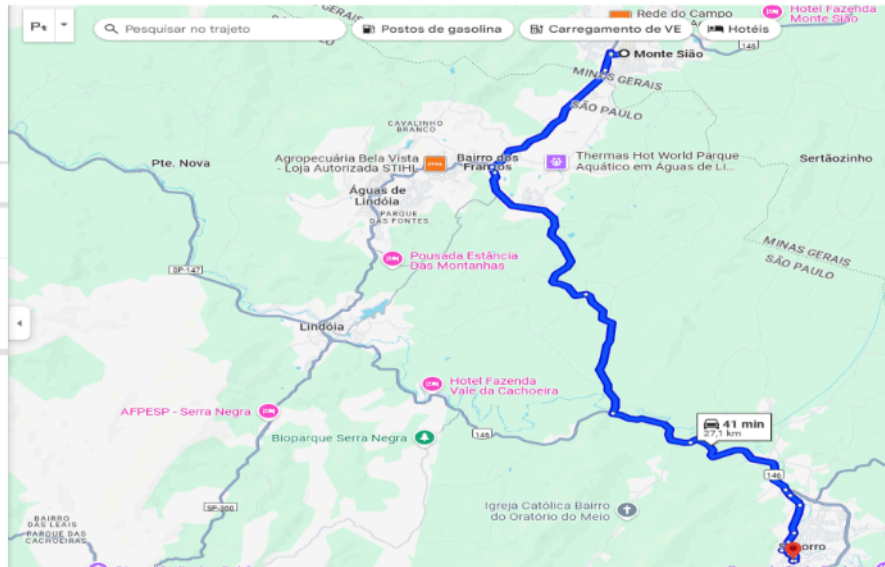 MINAS GERAIS
Rede do Campo
Hotel Fazenda
Monte Sião
Pesquisar no trajeto
Postos de gasolina
Carregamento de VE
Hotéis
146
Monte Sião
MINAS GERAIS
SÃO PAULO
CAVALINHO
BRANCO
Pte. Nova
Agropecuária Bela Vista
- Loja Autorizada STIHL
Bairro dos
Francos
Thermas Hot World Parque
Aquático em Águas de Li...
Sertãozinho
Águas de
Lindóia
PARQUE
DAS FONTES
MINAS GERAIS
SÃO PAULO
Pousada Estância
Das Montanhas
SP-147
Lindóia
Hotel Fazenda
Vale da Cachoeira
AFPESP - Serra Negra
41 min
27,1 km
Bioparque Serra Negra
146
146
SP-360
Igreja Católica Bairro
do Oratório do Meio
BAIRRO
DAS LEAIS
PARQUE DAS
CACHOEIRAS